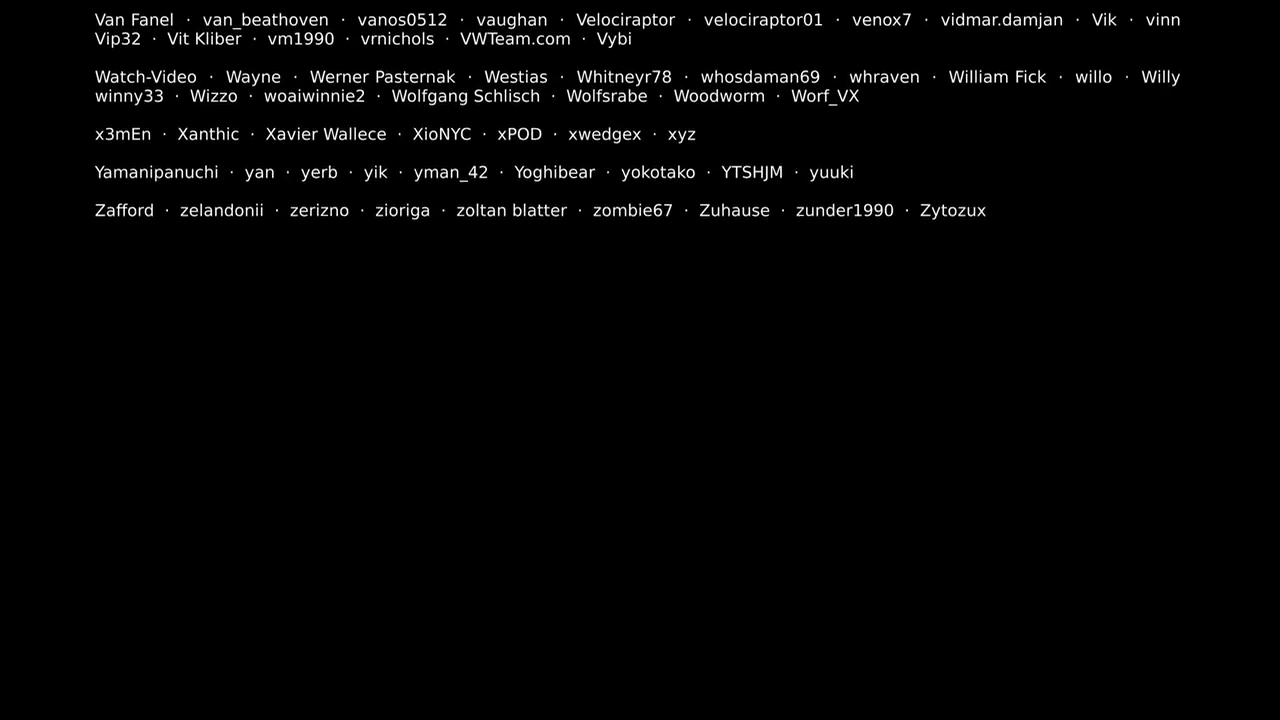 Van Fanel · van_beathoven · vanos0512 · vaughan · Velociraptor · velociraptor01 · venox7 · vidmar.damjan · Vik · vinn
Vip32 · Vit Kliber · vm1990 · vrnichols · VWTeam.com · Vybi
Watch-Video · Wayne · Werner Pasternak · Westias · Whitneyr78 · whosdaman69 · whraven · William Fick · willo · Willy
winny33 · Wizzo · woaiwinnie2 · Wolfgang Schlisch · Wolfsrabe · Woodworm · Worf_VX
x3mEn · Xanthic · Xavier Wallece · XioNYC · xPOD · xwedgex · xyz
Yamanipanuchi · yan · yerb · yik · yman_42 · Yoghibear · yokotako · YTSHJM · yuuki
Zafford · zelandonii · zerizno · zioriga · zoltan blatter · zombie67 · Zuhause · zunder1990 · Zytozux